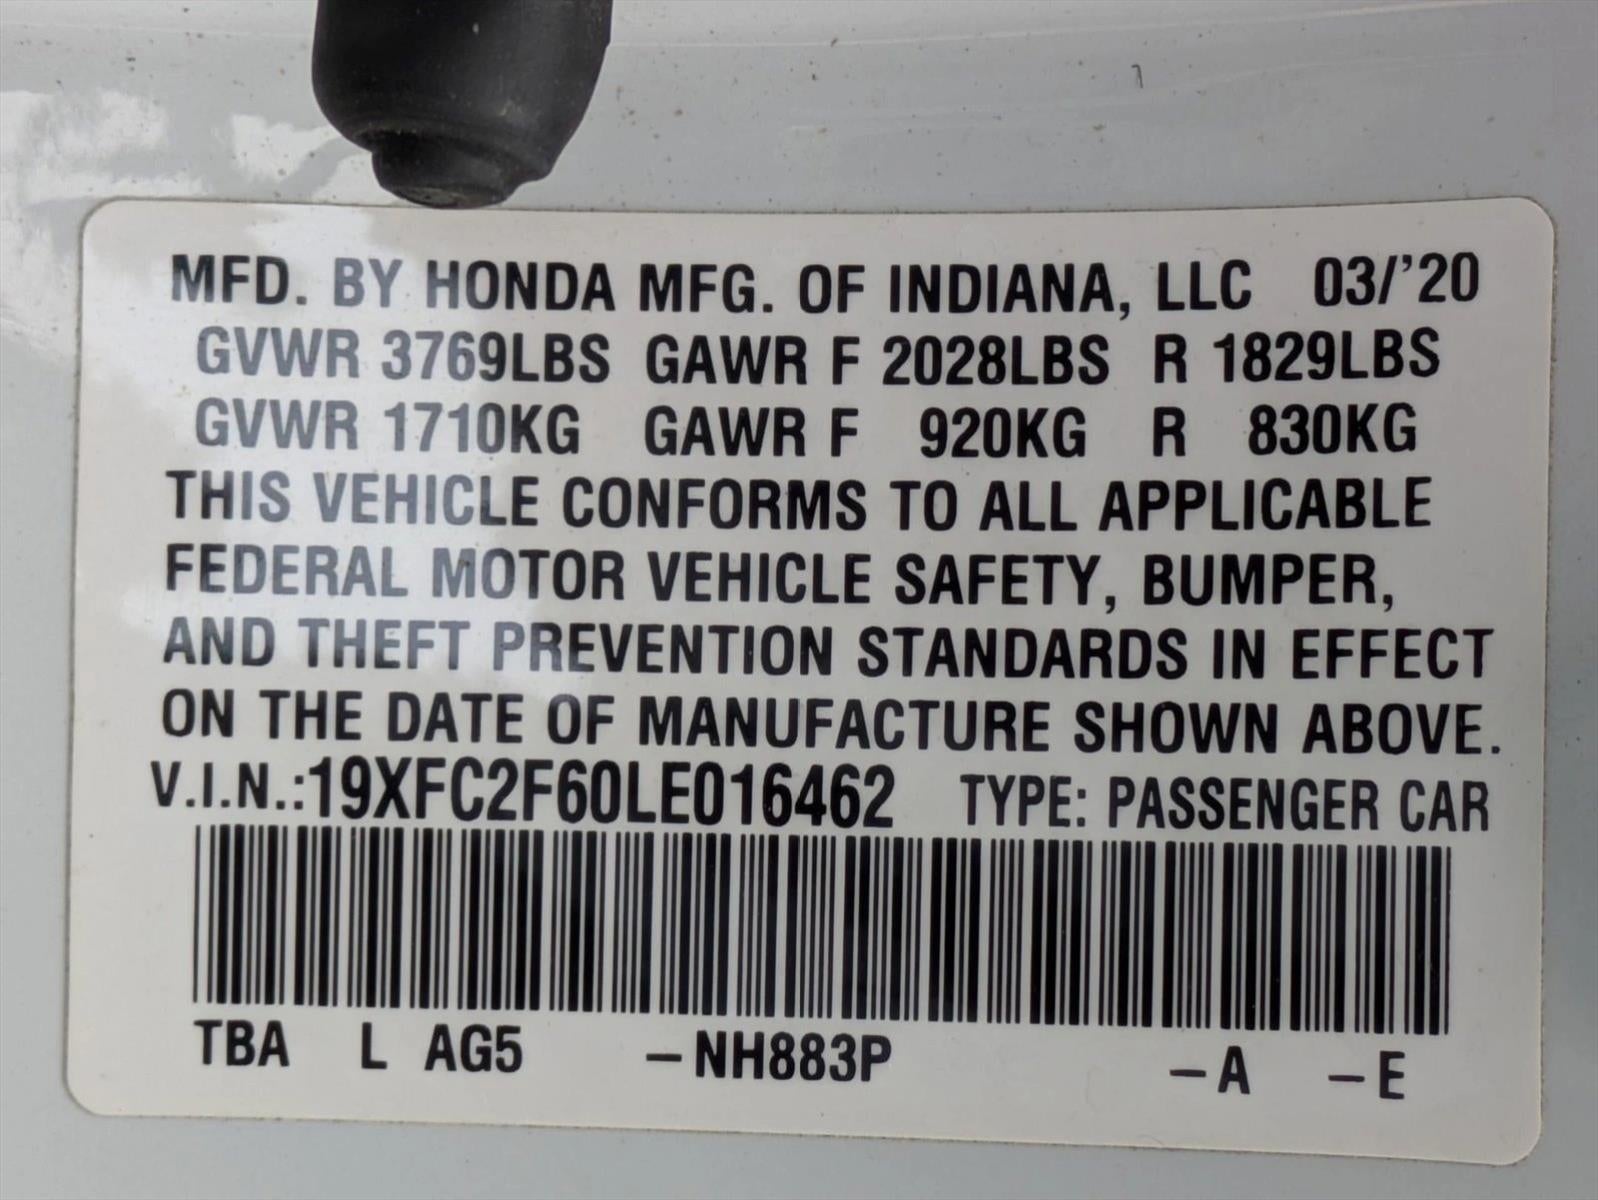 MFD. BY HONDA MFG. OF INDIANA, LLC 03/'20
GVWR 3769LBS GAWR F 2028LBS R 1829LBS
GVWR 1710KG GAWR F 920KG R 830KG
THIS VEHICLE CONFORMS TO ALL APPLICABLE
FEDERAL MOTOR VEHICLE SAFETY, BUMPER,
AND THEFT PREVENTION STANDARDS IN EFFECT
ON THE DATE OF MANUFACTURE SHOWN ABOVE.
V.I.N.:19XFC2F60LE016462 TYPE: PASSENGER CAR
TBA L AG5 –NH883P –A –E